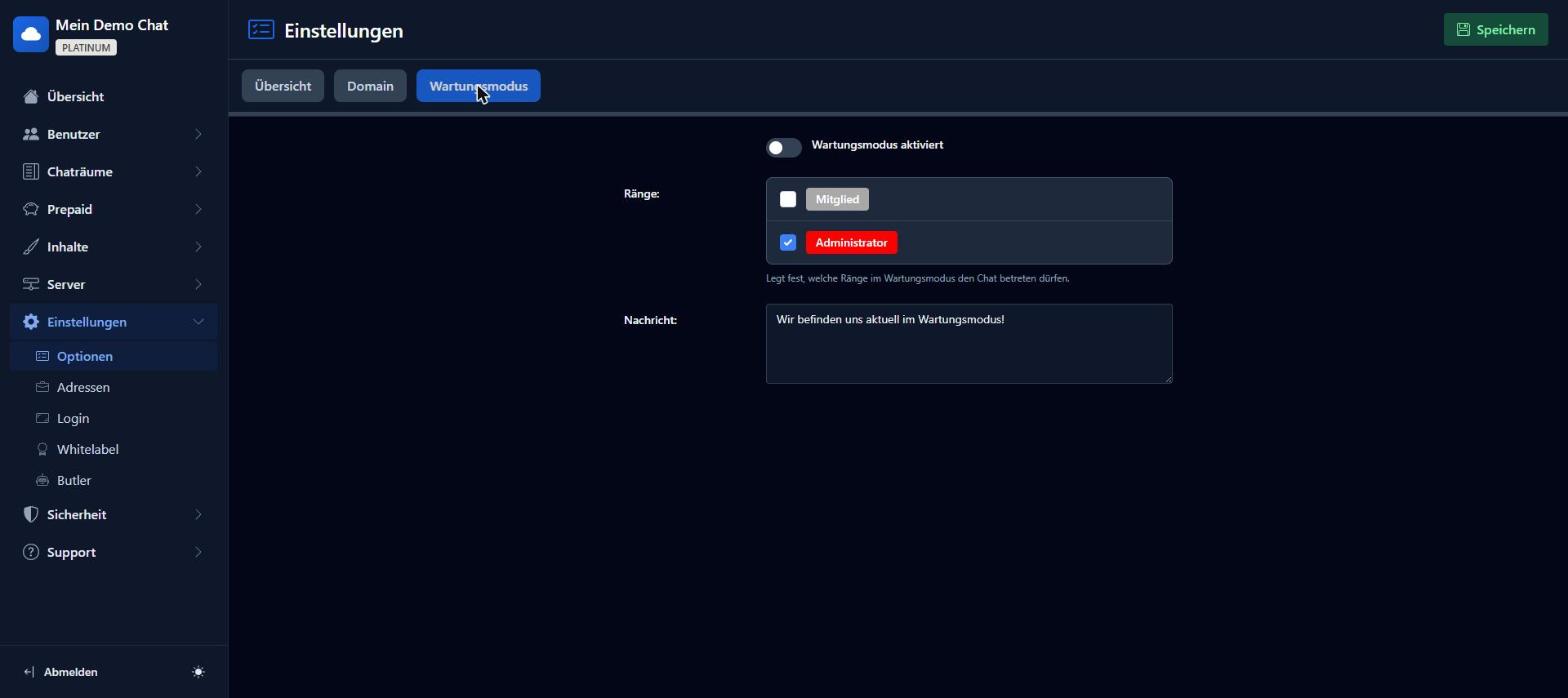 Mein Demo Chat
PLATINUM
Übersicht
Benutzer
Chaträume
Prepaid
Inhalte
Server
Einstellungen
Optionen
Adressen
Login
Whitelabel
Butler
Sicherheit
Support
Abmelden
Einstellungen
Speichern
Übersicht
Domain
Wartungsmodus
Wartungsmodus aktiviert
Ränge:
Mitglied
Administrator
Legt fest, welche Ränge im Wartungsmodus den Chat betreten dürfen.
Nachricht:
Wir befinden uns aktuell im Wartungsmodus!